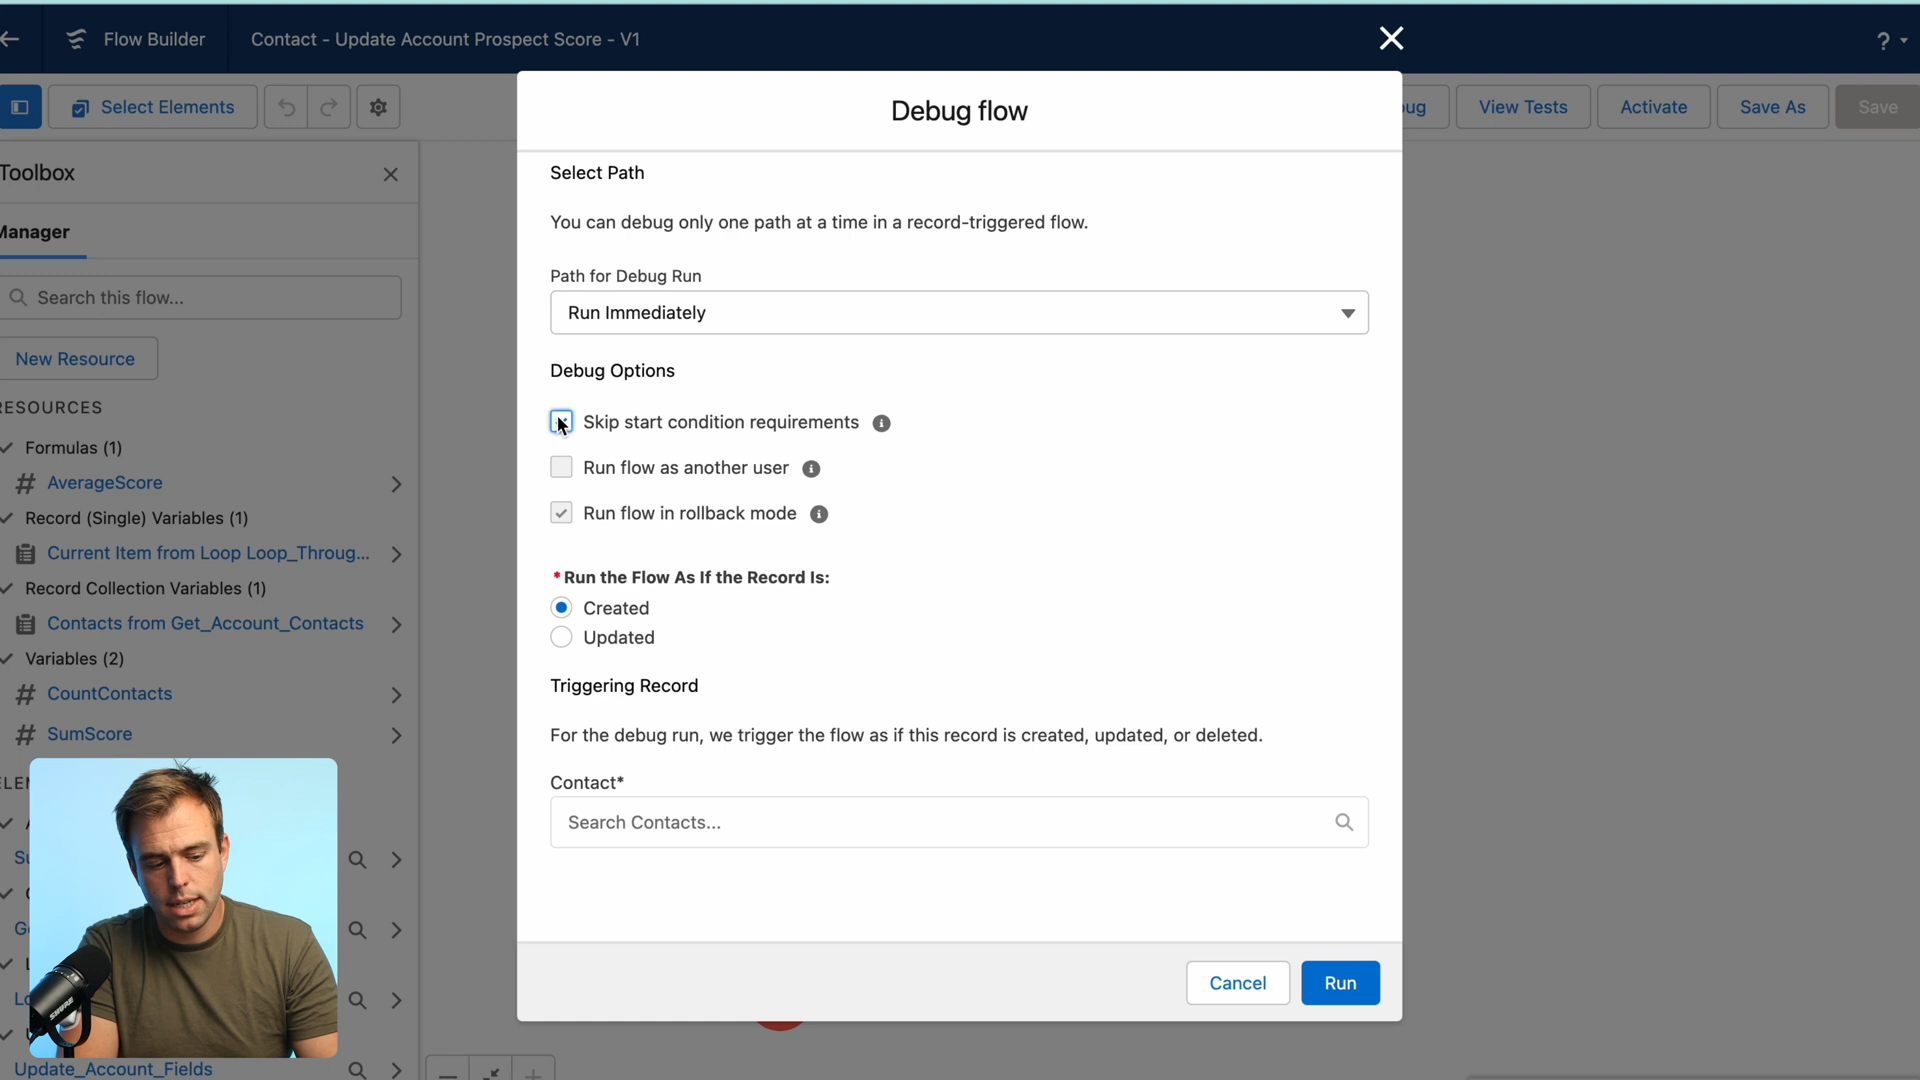 Flow Builder
Contact - Update Account Prospect Score - V1
?
Select Elements
View Tests
Activate
Save As
Save
Toolbox
Manager
Search this flow...
New Resource
RESOURCES
Formulas (1)
AverageScore
Record (Single) Variables (1)
Current Item from Loop Loop_Throug...
Record Collection Variables (1)
Contacts from Get_Account_Contacts
Variables (2)
CountContacts
SumScore
Update_Account_Fields
SHURE
Debug flow
Select Path
You can debug only one path at a time in a record-triggered flow.
Path for Debug Run
Run Immediately
Debug Options
Skip start condition requirements
Run flow as another user
Run flow in rollback mode
*Run the Flow As If the Record Is:
Created
Updated
Triggering Record
For the debug run, we trigger the flow as if this record is created, updated, or deleted.
Contact*
Search Contacts...
Cancel
Run